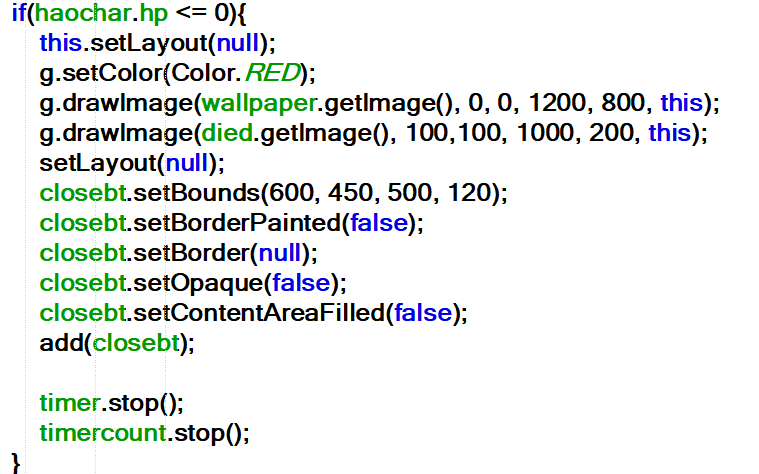 if(haochar.hp <= 0){
this.setLayout(null);
g.setColor(Color.RED);
g.drawImage(wallpaper.getImage(), 0, 0, 1200, 800, this);
g.drawImage(died.getImage(), 100,100, 1000, 200, this);
setLayout(null);
closebt.setBounds(600, 450, 500, 120);
closebt.setBorderPainted(false);
closebt.setBorder(null);
closebt.setOpaque(false);
closebt.setContentAreaFilled(false);
add(closebt);
timer.stop();
timercount.stop();
}